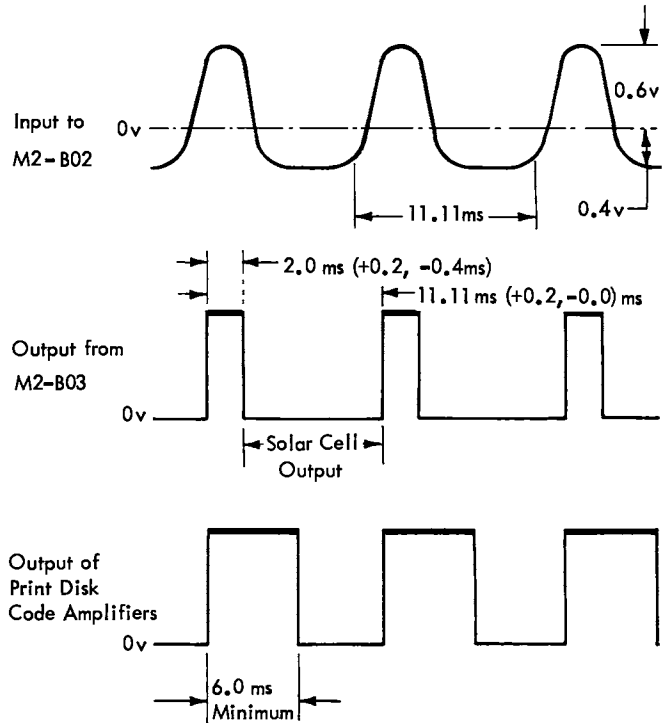 0.6v
Input to
M2-B02
0v
11.11ms
0.4v
2.0 ms (+0.2, -0.4ms)
11.11ms (+0.2,-0.0) ms
Output from
M2-B03
0v
Solar Cell
Output
Output of
Print Disk
Code Amplifiers
0v
6.0 ms
Minimum